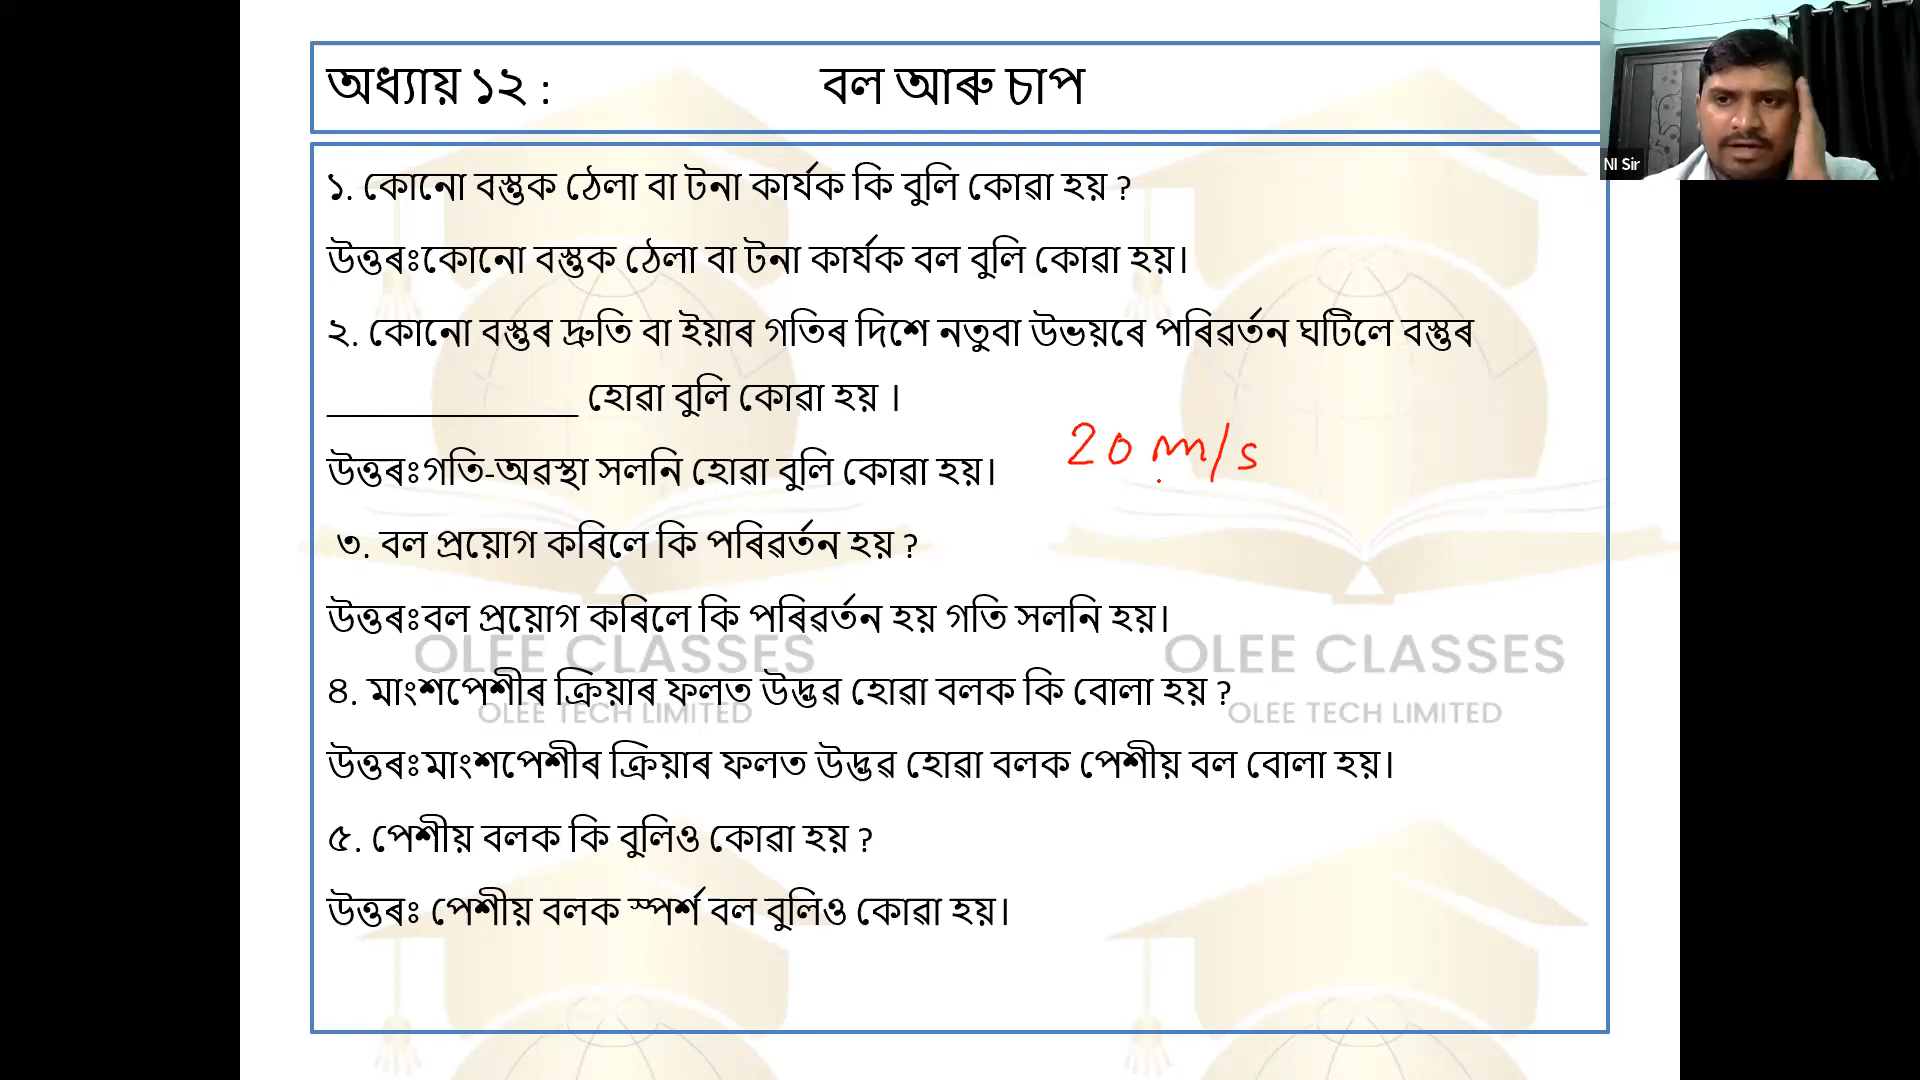 অধ্যায় ১২ : বল আৰু চাপ
NI Sir
১. কোনো বস্তুক ঠেলা বা টনা কাৰ্যক কি বুলি কোৱা হয় ?
উত্তৰঃকোনো বস্তুক ঠেলা বা টনা কাৰ্যক বল বুলি কোৱা হয়।
২. কোনো বস্তুৰ দ্ৰুতি বা ইয়াৰ গতিৰ দিশে নতুবা উভয়ৰে পৰিৱৰ্তন ঘটিলে বস্তুৰ
____________ হোৱা বুলি কোৱা হয় ।
20 m/s
উত্তৰঃগতি-অৱস্থা সলনি হোৱা বুলি কোৱা হয়।
৩. বল প্ৰয়োগ কৰিলে কি পৰিৱৰ্তন হয় ?
উত্তৰঃবল প্ৰয়োগ কৰিলে কি পৰিৱৰ্তন হয় গতি সলনি হয়।
OLEE CLASSES OLEE CLASSES
৪. মাংশপেশীৰ ক্ৰিয়াৰ ফলত উদ্ভৱ হোৱা বলক কি বোলা হয় ?
OLEE TECH LIMITED OLEE TECH LIMITED
উত্তৰঃমাংশপেশীৰ ক্ৰিয়াৰ ফলত উদ্ভৱ হোৱা বলক পেশীয় বল বোলা হয়।
৫. পেশীয় বলক কি বুলিও কোৱা হয় ?
উত্তৰঃ পেশীয় বলক স্পৰ্শ বল বুলিও কোৱা হয়।